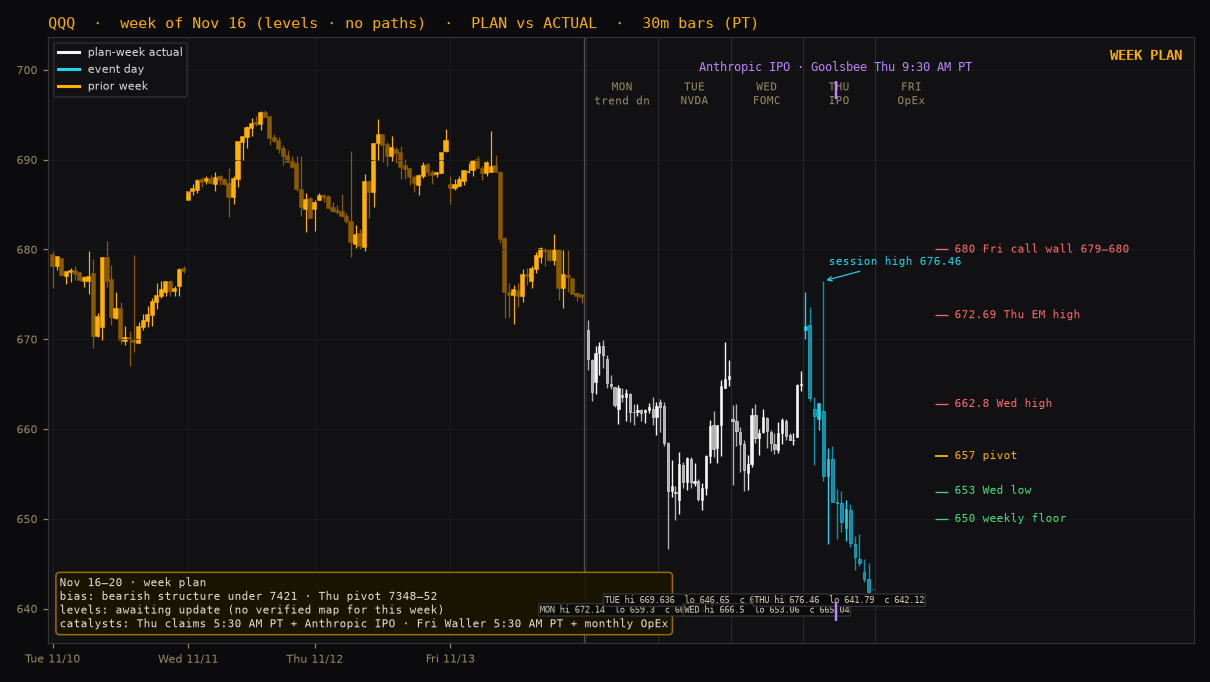 QQQ · week of Nov 16 (levels · no paths) · PLAN vs ACTUAL · 30m bars (PT)
plan-week actual
event day
prior week
WEEK PLAN
Anthropic IPO · Goolsbee Thu 9:30 AM PT
MON
trend dn
TUE
NVDA
WED
FOMC
THU
IPO
FRI
OpEx
700
690
680
670
660
650
640
680 Fri call wall 679–680
session high 676.46
672.69 Thu EM high
662.8 Wed high
657 pivot
653 Wed low
650 weekly floor
Nov 16–20 · week plan
bias: bearish structure under 7421 · Thu pivot 7348–52
levels: awaiting update (no verified map for this week)
catalysts: Thu claims 5:30 AM PT + Anthropic IPO · Fri Waller 5:30 AM PT + monthly OpEx
TUE hi 669.636 lo 646.65 c
THU hi 676.46 lo 641.79 c 642.12
MON hi 672.14 lo 659.3 c
WED hi 666.5 lo 653.06 c 665.04
Tue 11/10
Wed 11/11
Thu 11/12
Fri 11/13